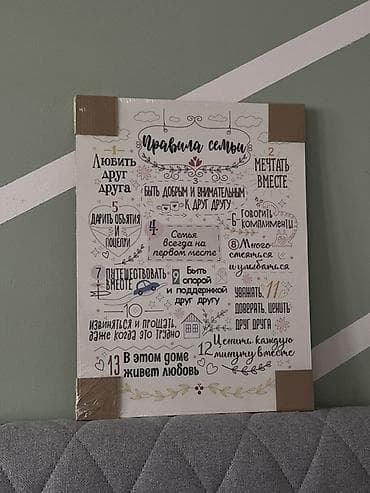 Правила семьи
1
Любить
друг
друга
2
МЕЧТАТЬ
ВМЕСТЕ
3
БЫТЬ ДОБРЫМ И ВНИМАТЕЛЬНЫМ
К ДРУГ ДРУГУ
4
Семья
всегда на
первом месте
5
ДАРИТЬ ОБЪЯТИЯ
И
ПОЦЕЛУИ
6 ГОВОРИТЬ
КОМПЛИМЕНТЫ
7 ПУТЕШЕСТВОВАТЬ
ВМЕСТЕ
8 Много
смеяться
и улыбаться
9 Быть
опорой
и поддержкой
друг другу
10
ИЗВИНЯТЬСЯ И ПРОЩАТЬ,
ДАЖЕ КОГДА ЭТО ТРУДНО
11
УВАЖАТЬ,
ДОВЕРЯТЬ, ЦЕНИТЬ
ДРУГ ДРУГА
12 Ценить каждую
минуту вместе
13 В этом доме
живет любовь